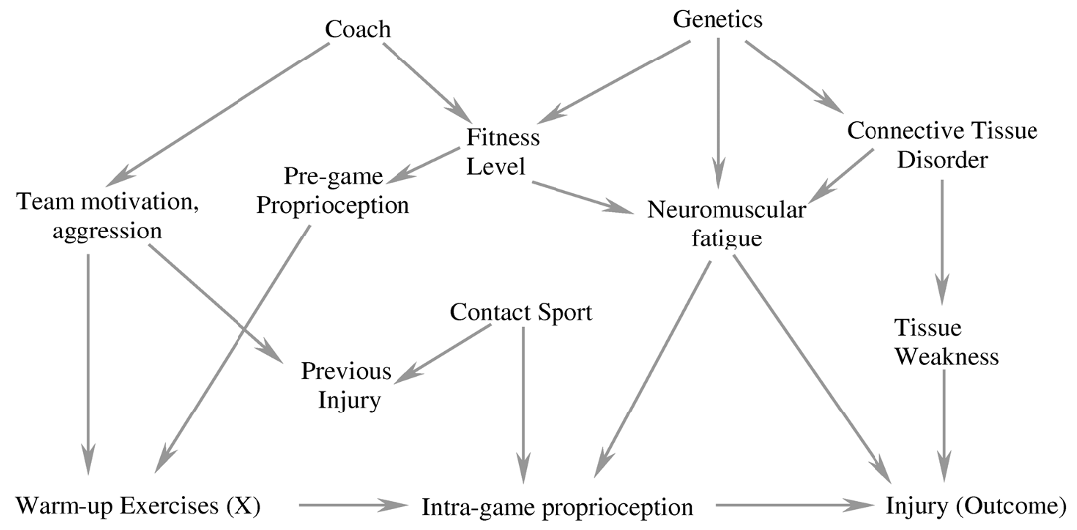 Coach
Genetics
Fitness
Level
Connective Tissue
Disorder
Pre-game
Proprioception
Team motivation,
aggression
Neuromuscular
fatigue
Contact Sport
Tissue
Weakness
Previous
Injury
Warm-up Exercises (X)
Intra-game proprioception
Injury (Outcome)